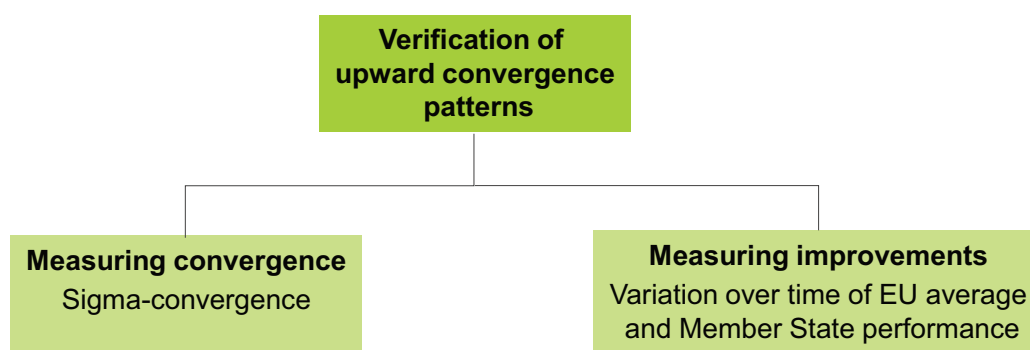 Verification of
upward convergence
patterns
Measuring convergence
Sigma-convergence
Measuring improvements
Variation over time of EU average
and Member State performance